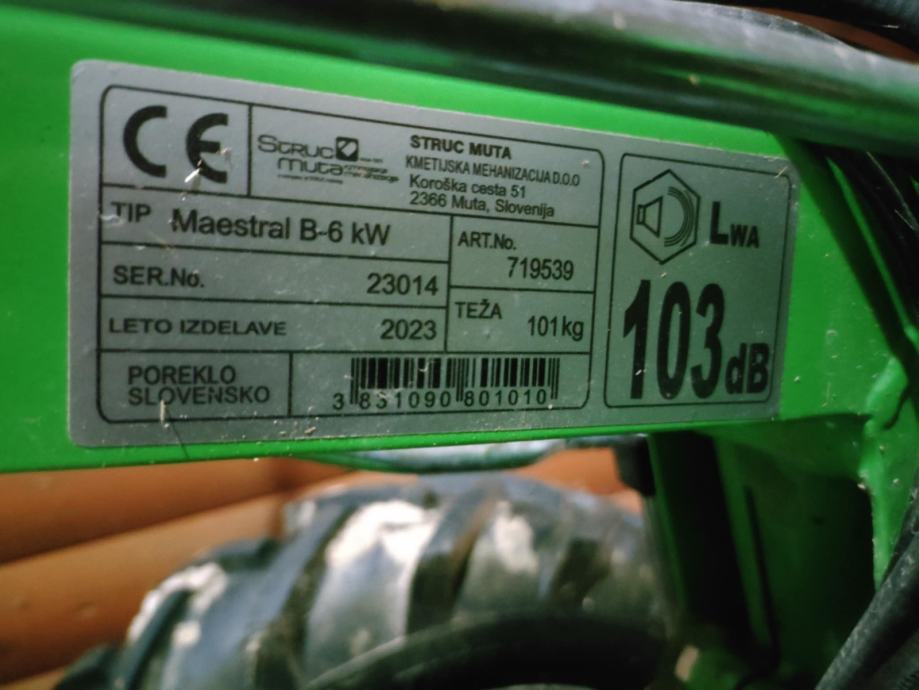 CE
STRUC
muta
STRUC MUTA
KMETIJSKA MEHANIZACIJA D.O.O
Koroška cesta 51
2366 Muta, Slovenija
TIP Maestral B-6 kW
ART.No. 719539
SER.No. 23014
LETO IZDELAVE 2023
TEŽA 101kg
POREKLO
SLOVENSKO
3 831090 801010
LWA
103dB